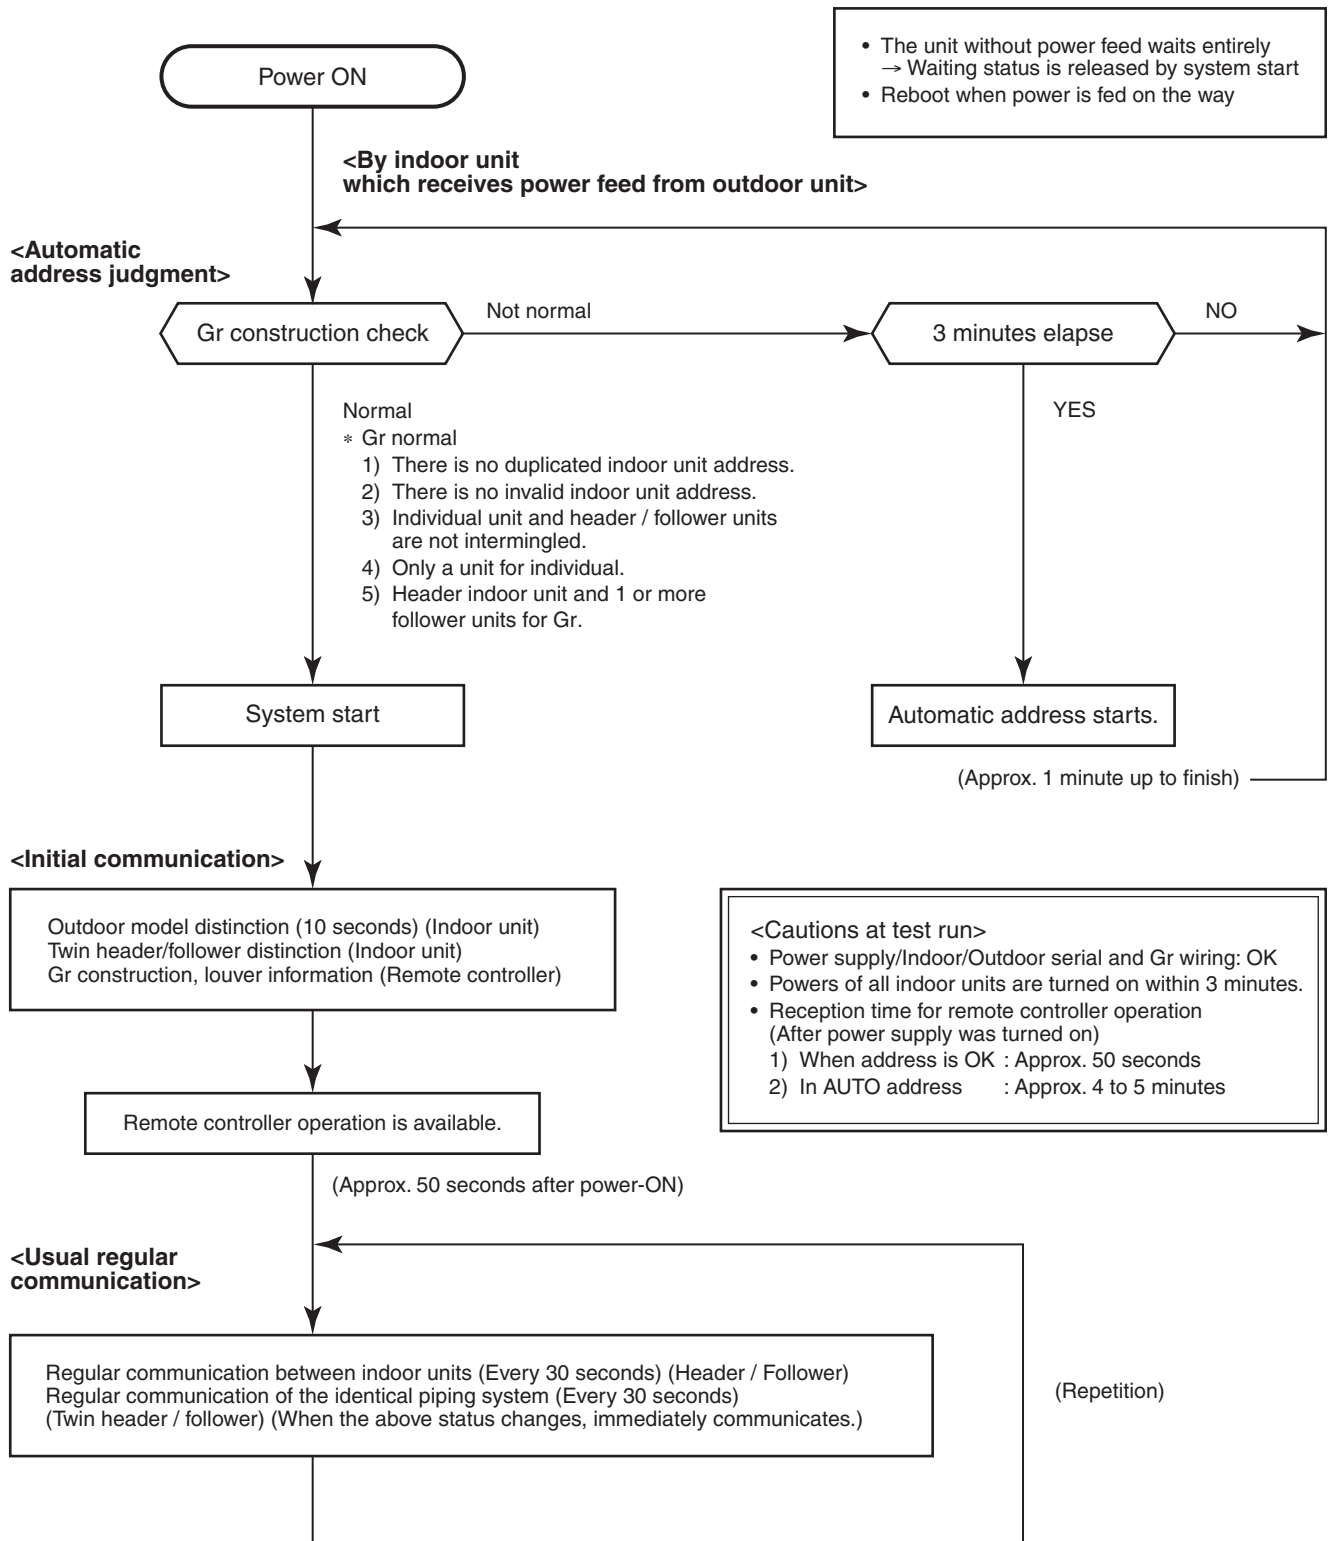 • The unit without power feed waits entirely
→ Waiting status is released by system start
• Reboot when power is fed on the way
Power ON
<By indoor unit
which receives power feed from outdoor unit>
<Automatic
address judgment>
Gr construction check
Not normal
3 minutes elapse
NO
Normal
* Gr normal
1) There is no duplicated indoor unit address.
2) There is no invalid indoor unit address.
3) Individual unit and header / follower units
are not intermingled.
4) Only a unit for individual.
5) Header indoor unit and 1 or more
follower units for Gr.
YES
System start
Automatic address starts.
(Approx. 1 minute up to finish)
<Initial communication>
Outdoor model distinction (10 seconds) (Indoor unit)
Twin header/follower distinction (Indoor unit)
Gr construction, louver information (Remote controller)
<Cautions at test run>
• Power supply/Indoor/Outdoor serial and Gr wiring: OK
• Powers of all indoor units are turned on within 3 minutes.
• Reception time for remote controller operation
(After power supply was turned on)
1) When address is OK : Approx. 50 seconds
2) In AUTO address : Approx. 4 to 5 minutes
Remote controller operation is available.
(Approx. 50 seconds after power-ON)
<Usual regular
communication>
Regular communication between indoor units (Every 30 seconds) (Header / Follower)
Regular communication of the identical piping system (Every 30 seconds)
(Twin header / follower) (When the above status changes, immediately communicates.)
(Repetition)